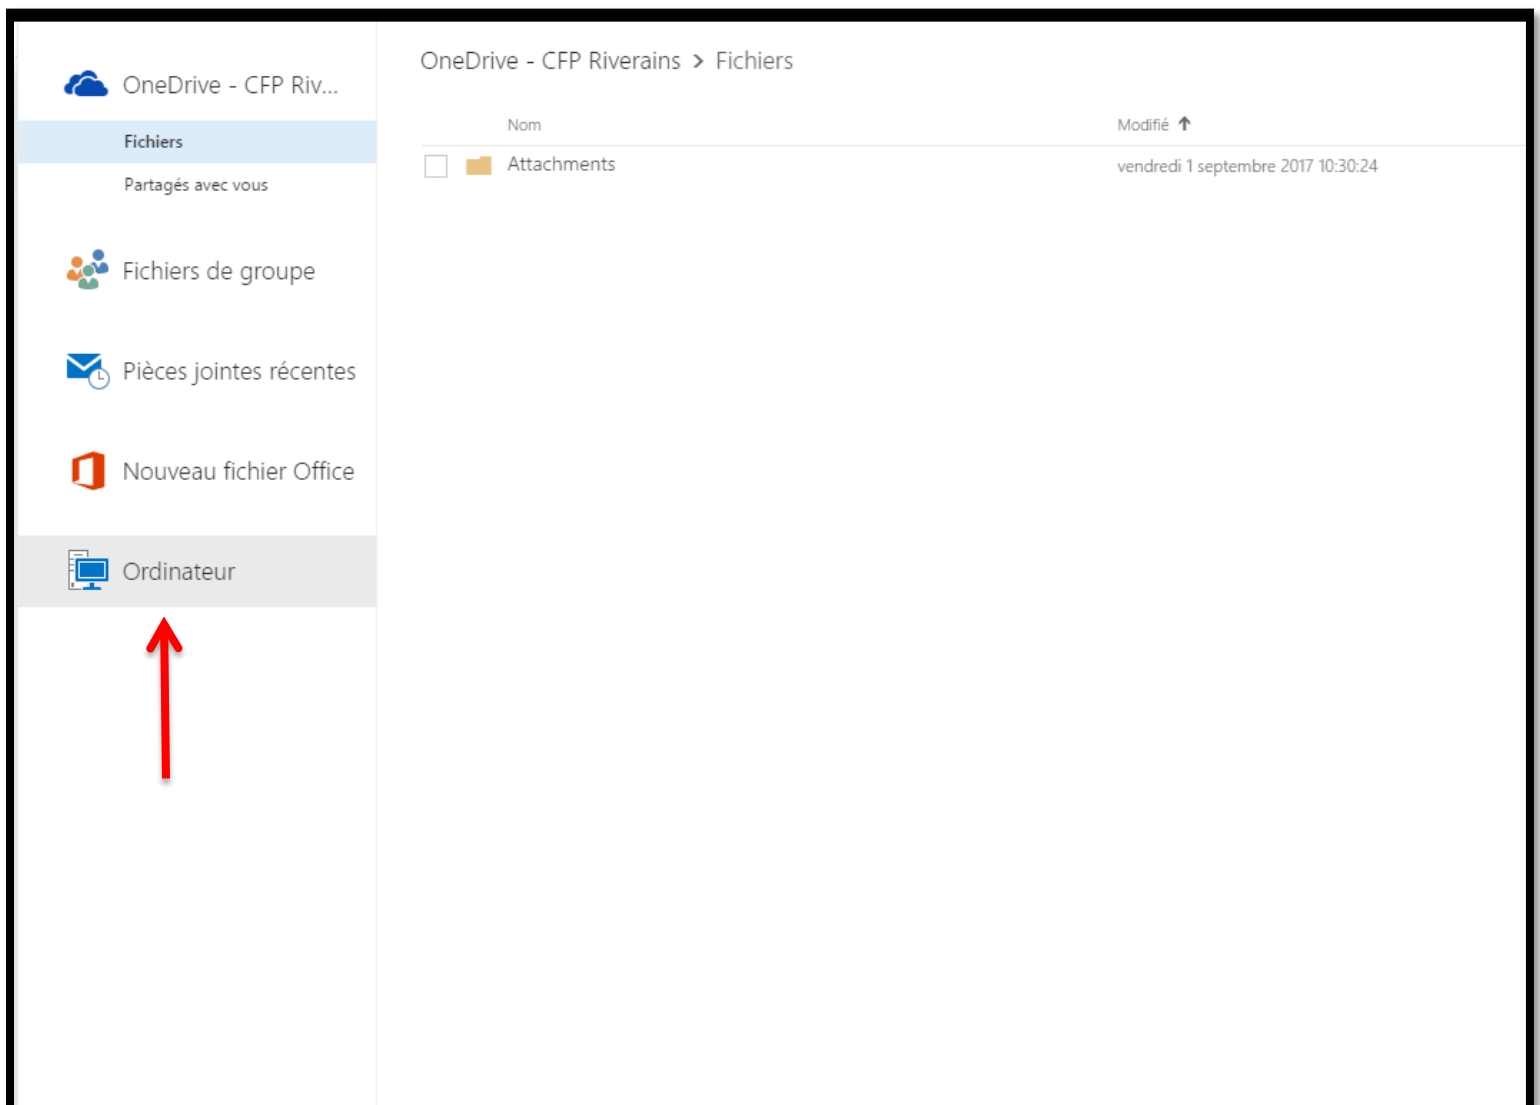 OneDrive - CFP Riv...
Fichiers
Partagés avec vous
Fichiers de groupe
Pièces jointes récentes
Nouveau fichier Office
Ordinateur
OneDrive - CFP Riverains > Fichiers
Nom Modifié ↑
Attachments vendredi 1 septembre 2017 10:30:24